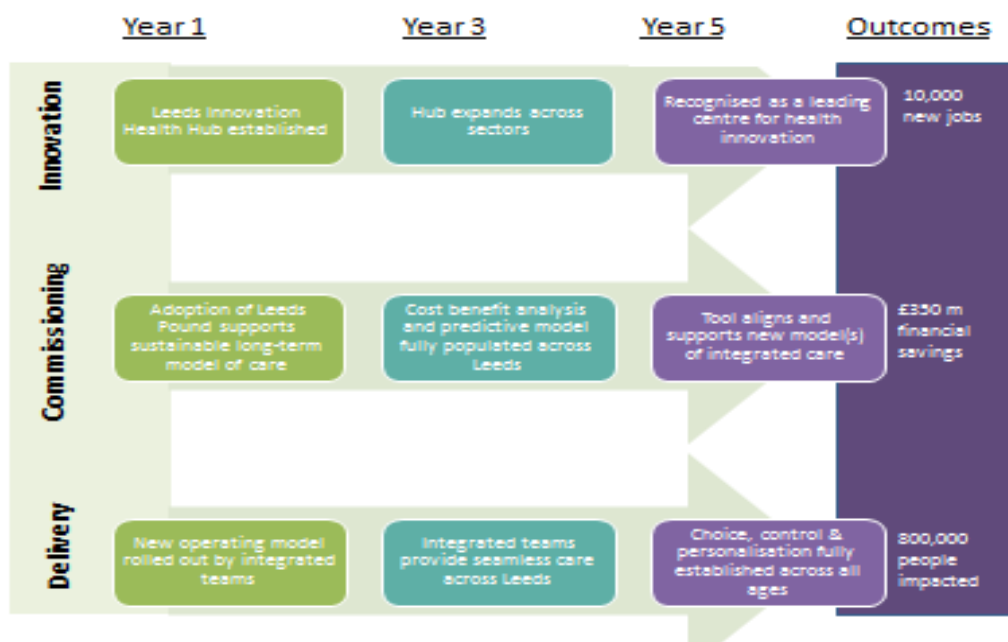 Year 1
Year 3
Year 5
Outcomes
Innovation
Leeds Innovation
Health Hub established
Hub expands across
sectors
Recognised as a leading
centre for health
innovation
10,000
new jobs
Commissioning
Adoption of Leeds
Pound supports
sustainable long-term
model of care
Cost benefit analysis
and predictive model
fully populated across
Leeds
Tool aligns and
supports new model(s)
of integrated care
£350 m
financial
savings
Delivery
New operating model
rolled out by integrated
teams
Integrated teams
provide seamless care
across Leeds
Choice, control &
personalisation fully
established across all
ages
800,000
people
impacted